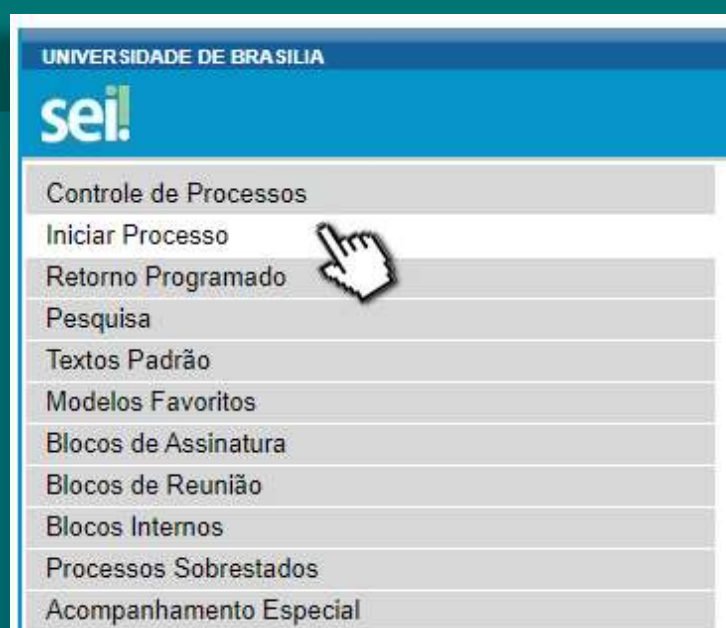 UNIVERSIDADE DE BRASILIA
sei!
Controle de Processos
Iniciar Processo
Retorno Programado
Pesquisa
Textos Padrão
Modelos Favoritos
Blocos de Assinatura
Blocos de Reunião
Blocos Internos
Processos Sobrestados
Acompanhamento Especial